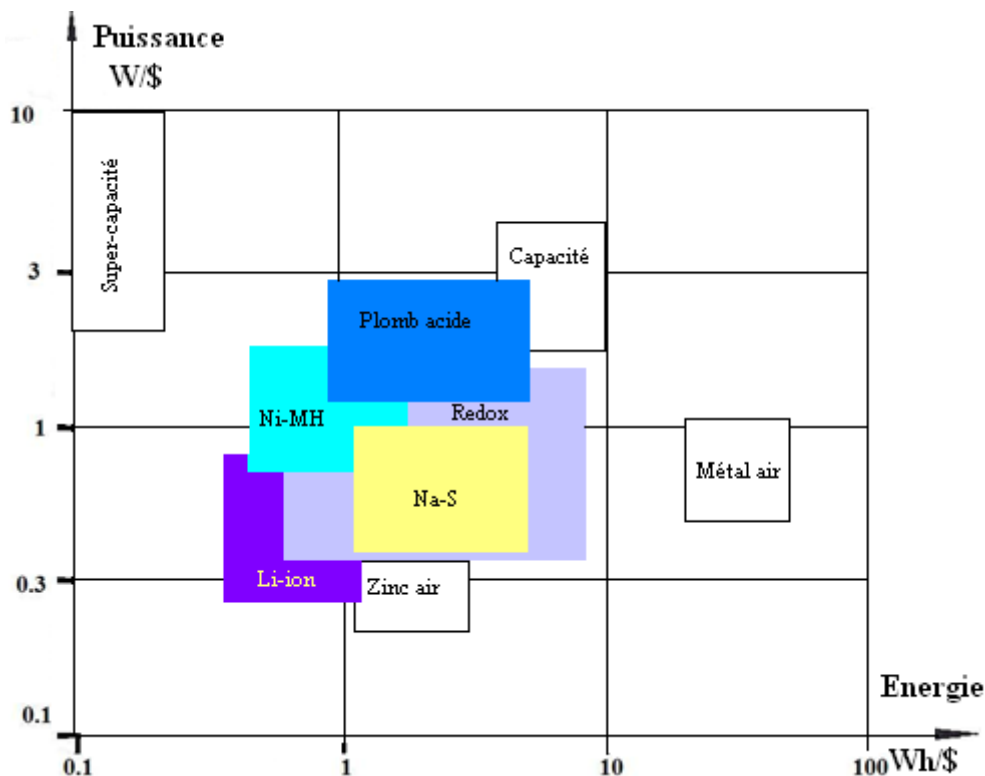 Puissance
W/$
10
Super-capacité
Capacité
3
Plomb acide
Ni-MH
Redox
1
Métal air
Na-S
Li-ion
Zinc air
0.3
Energie
0.1
0.1
1
10
100
Wh/$